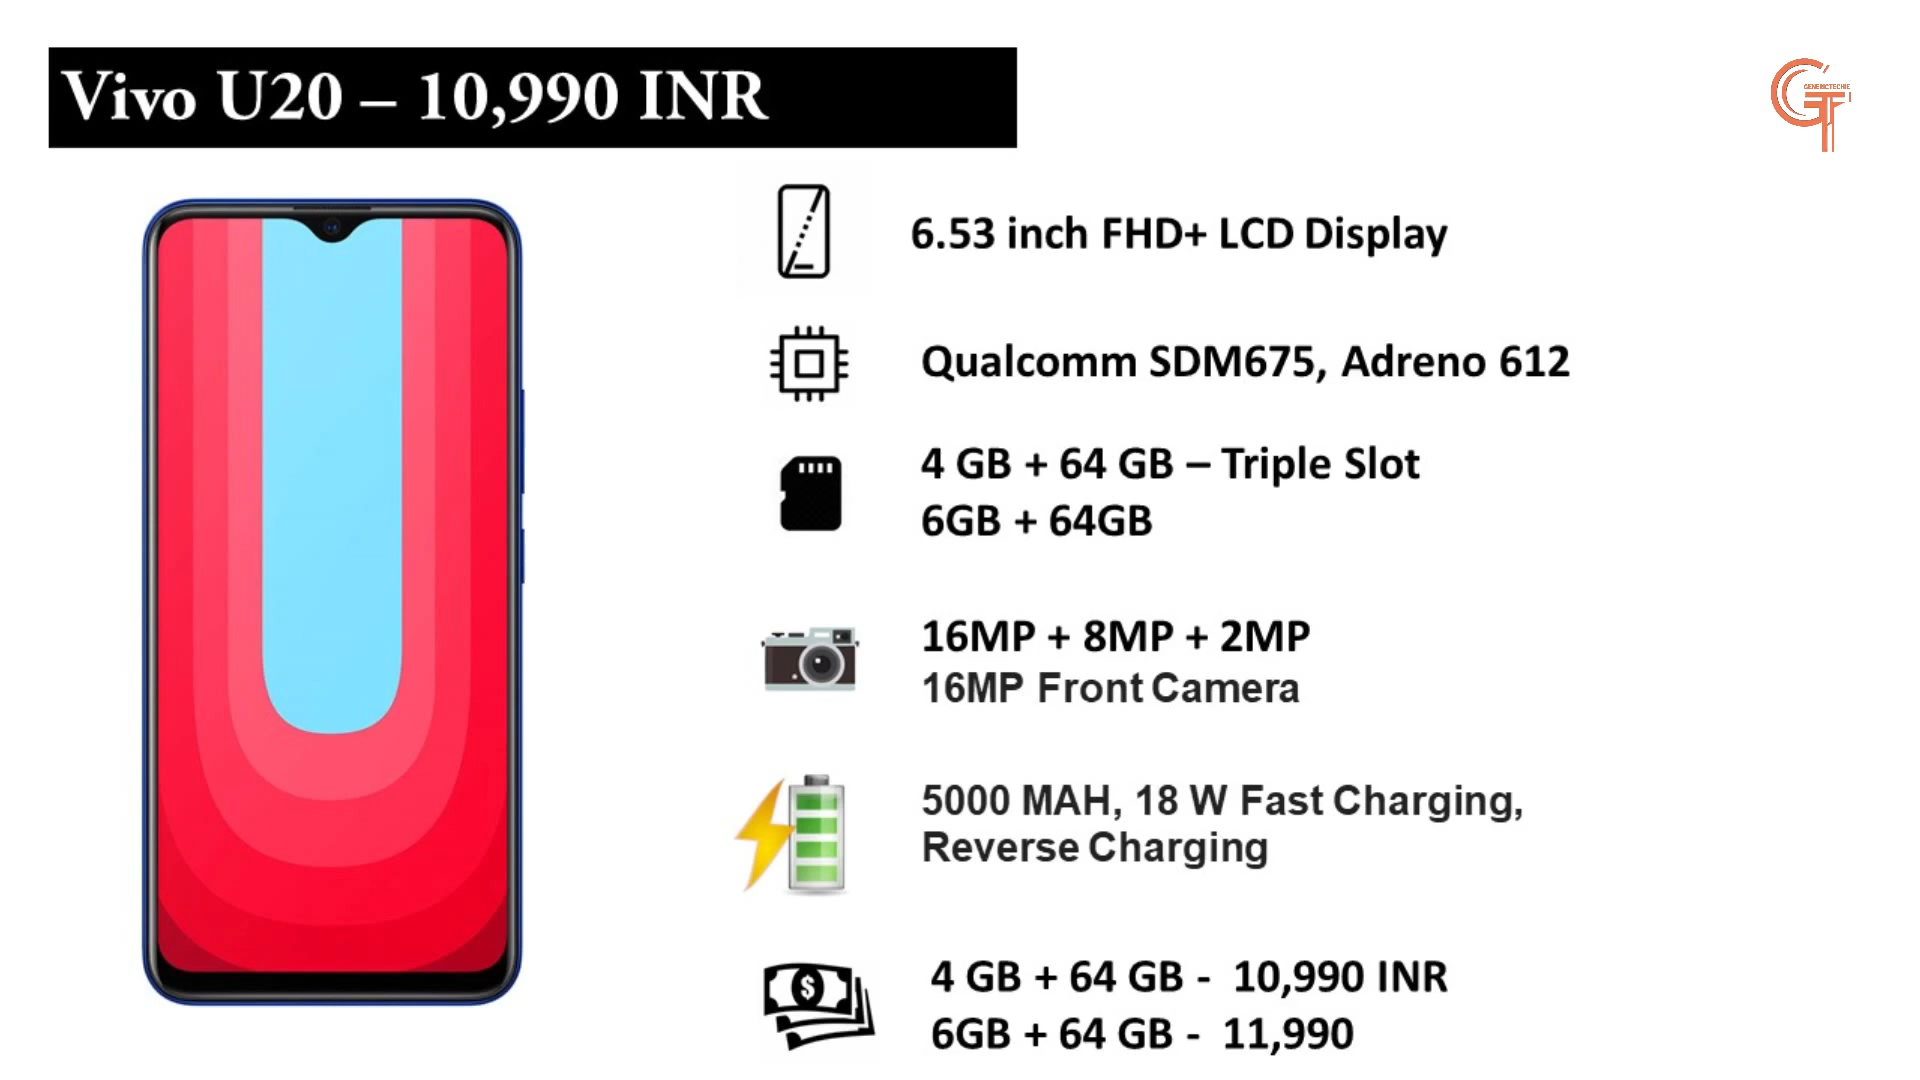 Vivo U20 – 10,990 INR
GENERICTECHIE
6.53 inch FHD+ LCD Display
Qualcomm SDM675, Adreno 612
4 GB + 64 GB – Triple Slot
6GB + 64GB
16MP + 8MP + 2MP
16MP Front Camera
5000 MAH, 18 W Fast Charging,
Reverse Charging
4 GB + 64 GB - 10,990 INR
6GB + 64 GB - 11,990